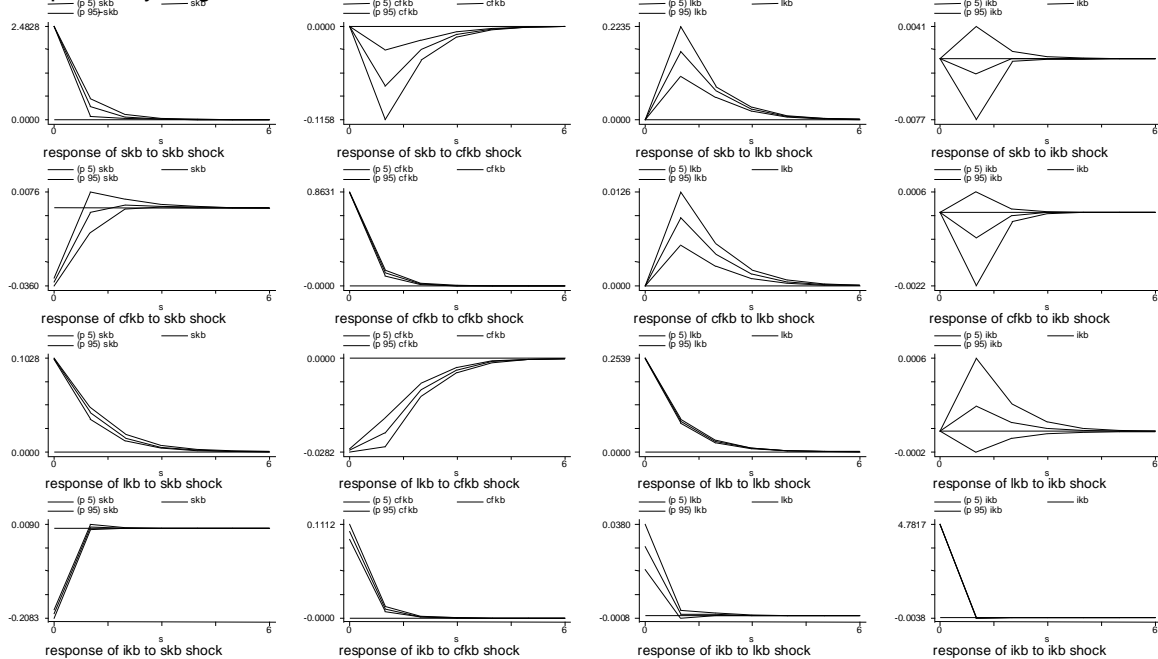 (p 5) skb skb (p 5) cfkb cfkb (p 5) lkb lkb (p 5) ikb ikb
(p 95) skb (p 95) cfkb (p 95) lkb (p 95) ikb
2.4828 0.0000 0.2235 0.0041
0.0000 -0.1158 0.0000 -0.0077
0 6 0 6 0 6 0 6
s s s s
response of skb to skb shock response of skb to cfkb shock response of skb to lkb shock response of skb to ikb shock
(p 5) skb skb (p 5) cfkb cfkb (p 5) lkb lkb (p 5) ikb ikb
(p 95) skb (p 95) cfkb (p 95) lkb (p 95) ikb
0.0076 0.8631 0.0126 0.0006
-0.0360 -0.0000 0.0000 -0.0022
0 6 0 6 0 6 0 6
s s s s
response of cfkb to skb shock response of cfkb to cfkb shock response of cfkb to lkb shock response of cfkb to ikb shock
(p 5) skb skb (p 5) cfkb cfkb (p 5) lkb lkb (p 5) ikb ikb
(p 95) skb (p 95) cfkb (p 95) lkb (p 95) ikb
0.1028 0.0000 0.2539 0.0006
0.0000 -0.0282 0.0000 -0.0002
0 6 0 6 0 6 0 6
s s s s
response of lkb to skb shock response of lkb to cfkb shock response of lkb to lkb shock response of lkb to ikb shock
(p 5) skb skb (p 5) cfkb cfkb (p 5) lkb lkb (p 5) ikb ikb
(p 95) skb (p 95) cfkb (p 95) lkb (p 95) ikb
0.0090 0.1112 0.0380 4.7817
-0.2083 -0.0000 -0.0008 -0.0038
0 6 0 6 0 6 0 6
s s s s
response of ikb to skb shock response of ikb to cfkb shock response of ikb to lkb shock response of ikb to ikb shock